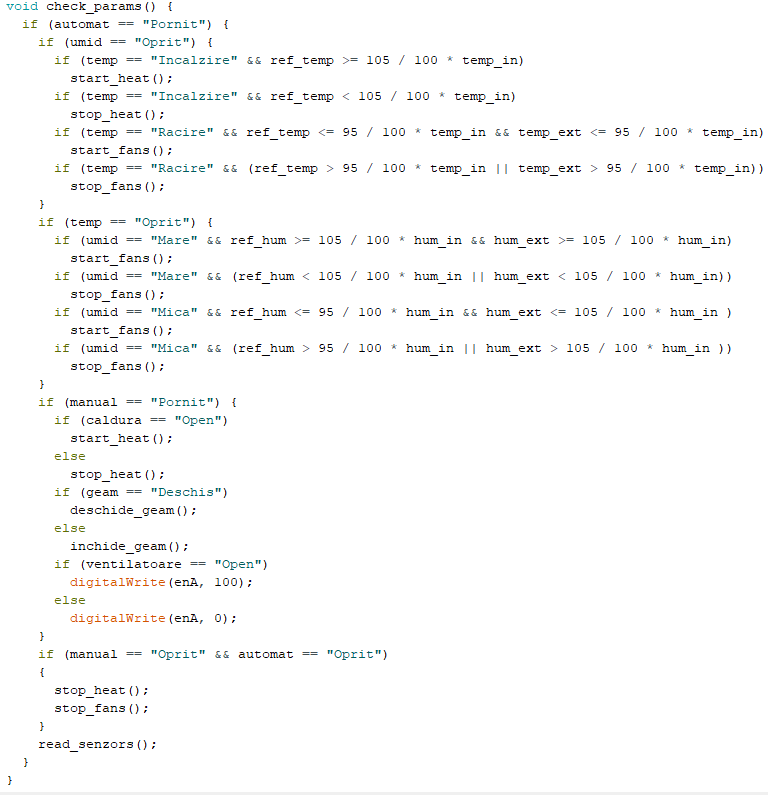 void check_params() {
  if (automat == "Pornit") {
    if (umid == "Oprit") {
      if (temp == "Incalzire" && ref_temp >= 105 / 100 * temp_in)
        start_heat();
      if (temp == "Incalzire" && ref_temp < 105 / 100 * temp_in)
        stop_heat();
      if (temp == "Racire" && ref_temp <= 95 / 100 * temp_in && temp_ext <= 95 / 100 * temp_in)
        start_fans();
      if (temp == "Racire" && (ref_temp > 95 / 100 * temp_in || temp_ext > 95 / 100 * temp_in))
        stop_fans();
    }
    if (temp == "Oprit") {
      if (umid == "Mare" && ref_hum >= 105 / 100 * hum_in && hum_ext >= 105 / 100 * hum_in)
        start_fans();
      if (umid == "Mare" && (ref_hum < 105 / 100 * hum_in || hum_ext < 105 / 100 * hum_in))
        stop_fans();
      if (umid == "Mica" && ref_hum <= 95 / 100 * hum_in && hum_ext <= 105 / 100 * hum_in )
        start_fans();
      if (umid == "Mica" && (ref_hum > 95 / 100 * hum_in || hum_ext > 105 / 100 * hum_in ))
        stop_fans();
    }
    if (manual == "Pornit") {
      if (caldura == "Open")
        start_heat();
      else
        stop_heat();
      if (geam == "Deschis")
        deschide_geam();
      else
        inchide_geam();
      if (ventilatoare == "Open")
        digitalWrite(enA, 100);
      else
        digitalWrite(enA, 0);
    }
    if (manual == "Oprit" && automat == "Oprit")
    {
      stop_heat();
      stop_fans();
    }
    read_senzors();
  }
}